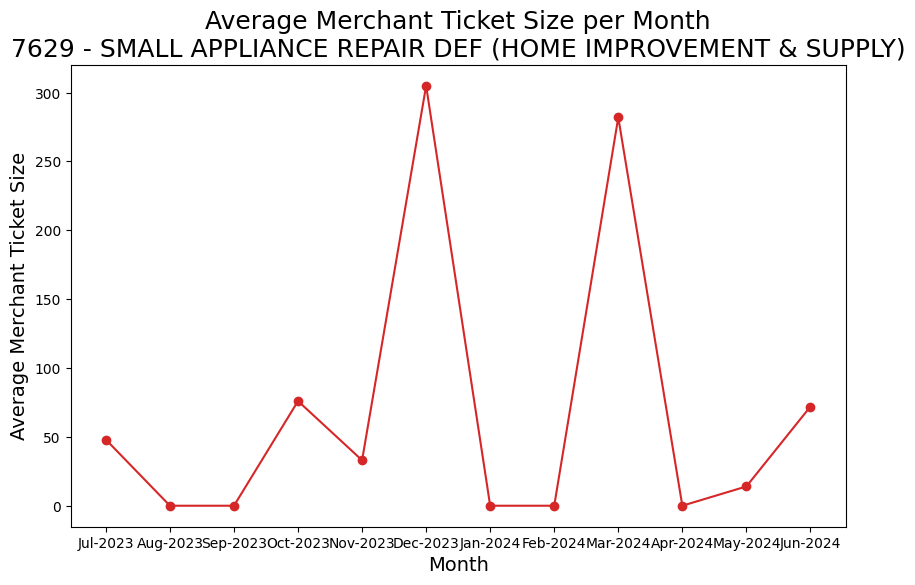 Average Merchant Ticket Size per Month
7629 - SMALL APPLIANCE REPAIR DEF (HOME IMPROVEMENT & SUPPLY)
Average Merchant Ticket Size
300
250
200
150
100
50
0
Jul-2023 Aug-2023 Sep-2023 Oct-2023 Nov-2023 Dec-2023 Jan-2024 Feb-2024 Mar-2024 Apr-2024 May-2024 Jun-2024
Month